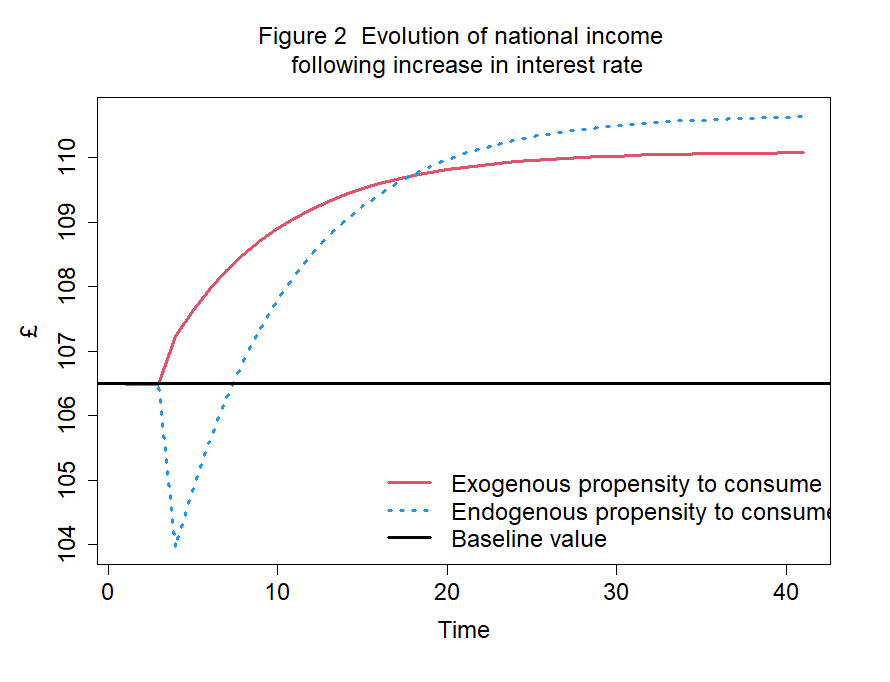 Figure 2  Evolution of national income
following increase in interest rate
£
110
109
108
107
106
105
104
Exogenous propensity to consume
Endogenous propensity to consume
Baseline value
0 10 20 30 40
Time